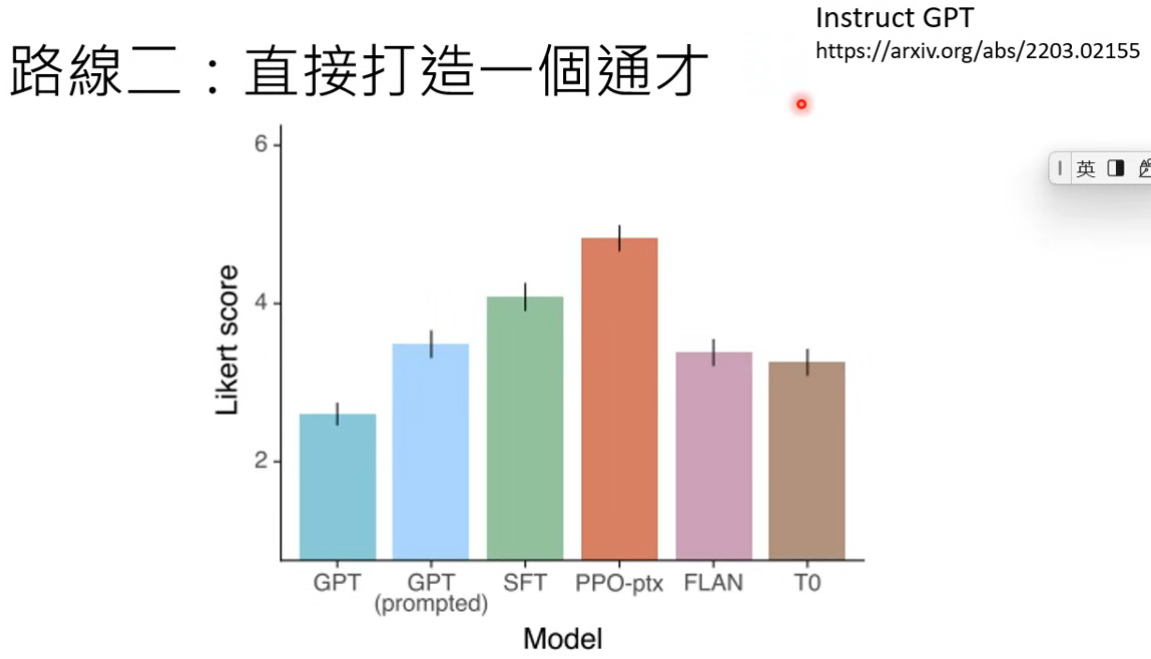 路線二：直接打造一個通才
Instruct GPT
https://arxiv.org/abs/2203.02155
英
6
4
2
Likert score
GPT
GPT
(prompted)
SFT
PPO-ptx
FLAN
T0
Model